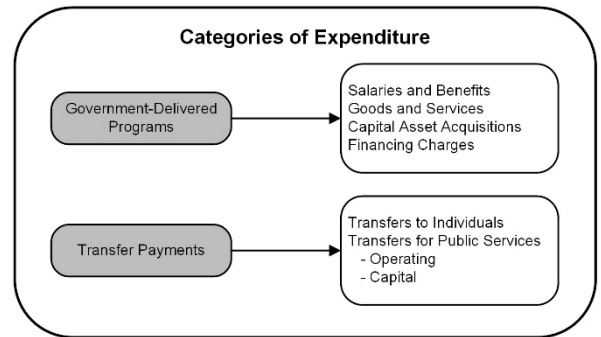 Categories of Expenditure
Government-Delivered
Programs
Salaries and Benefits
Goods and Services
Capital Asset Acquisitions
Financing Charges
Transfer Payments
Transfers to Individuals
Transfers for Public Services
- Operating
- Capital